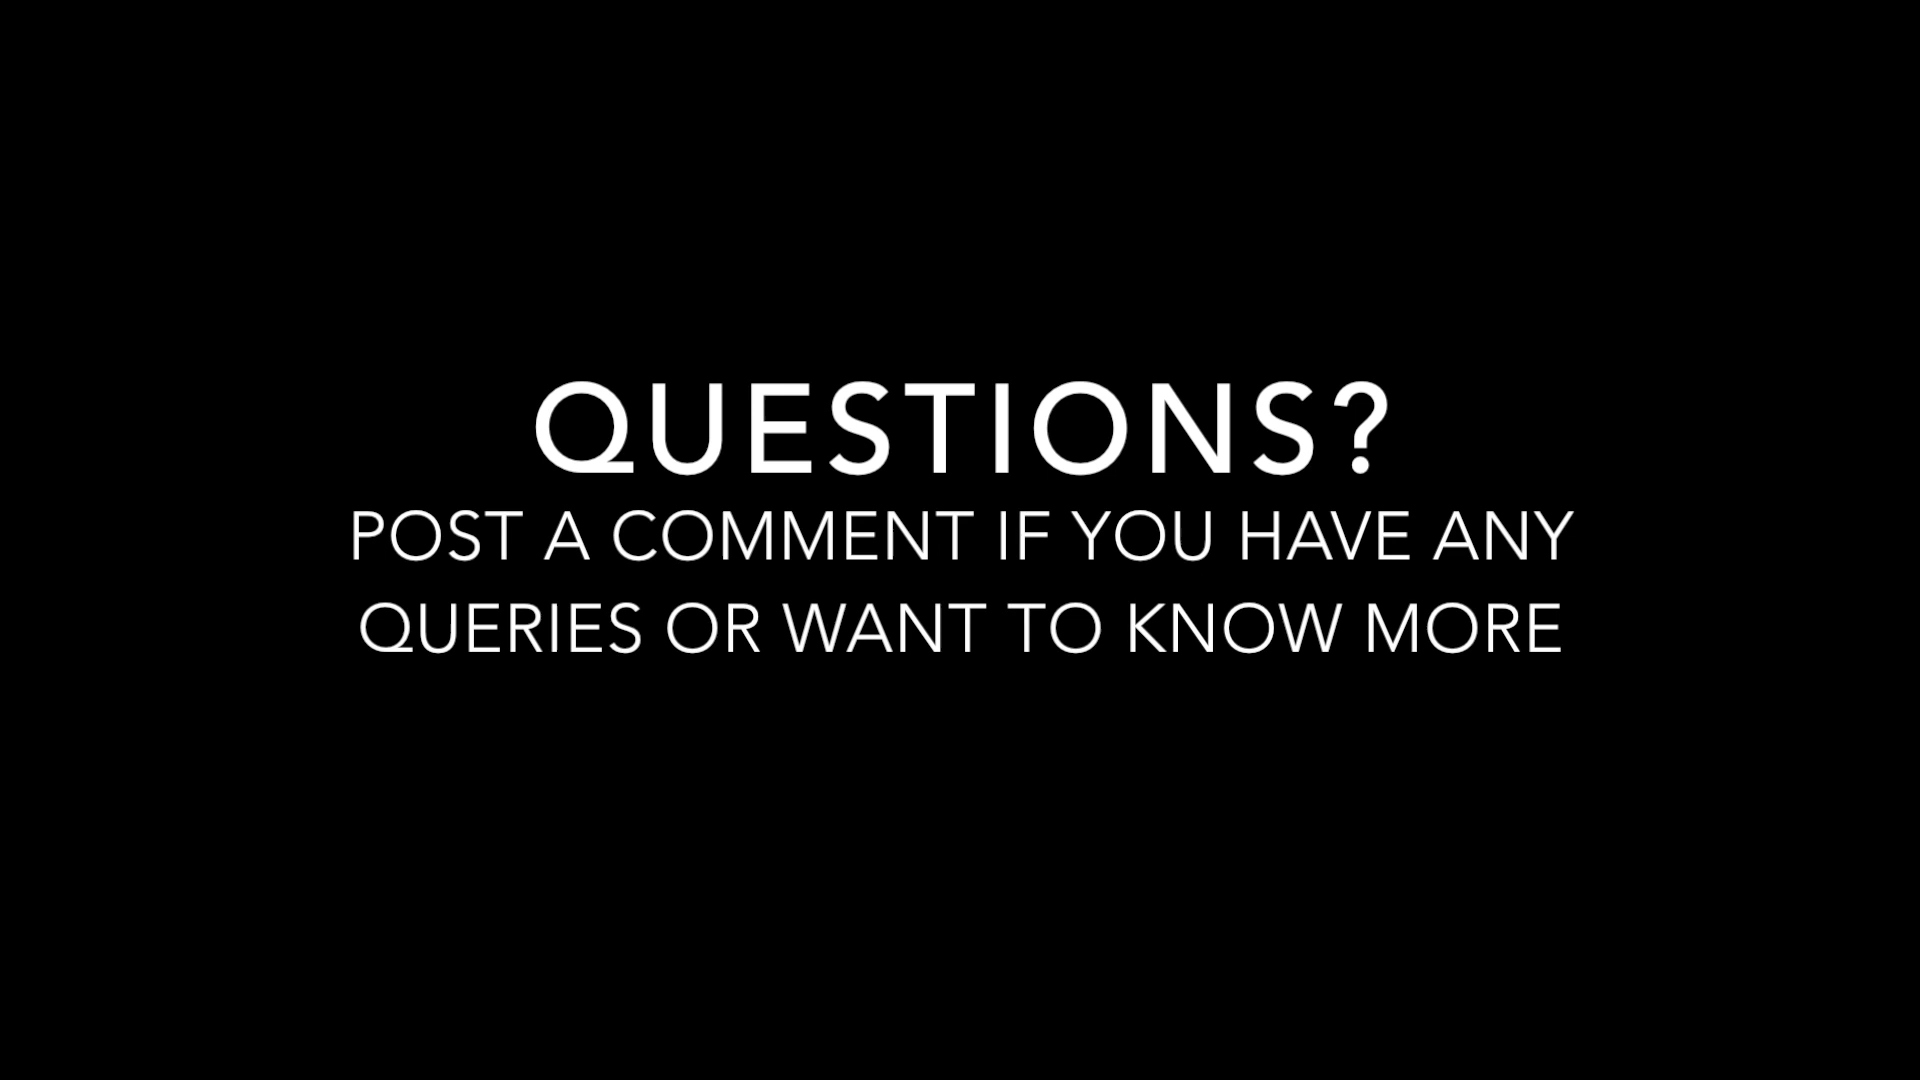 QUESTIONS?
POST A COMMENT IF YOU HAVE ANY
QUERIES OR WANT TO KNOW MORE